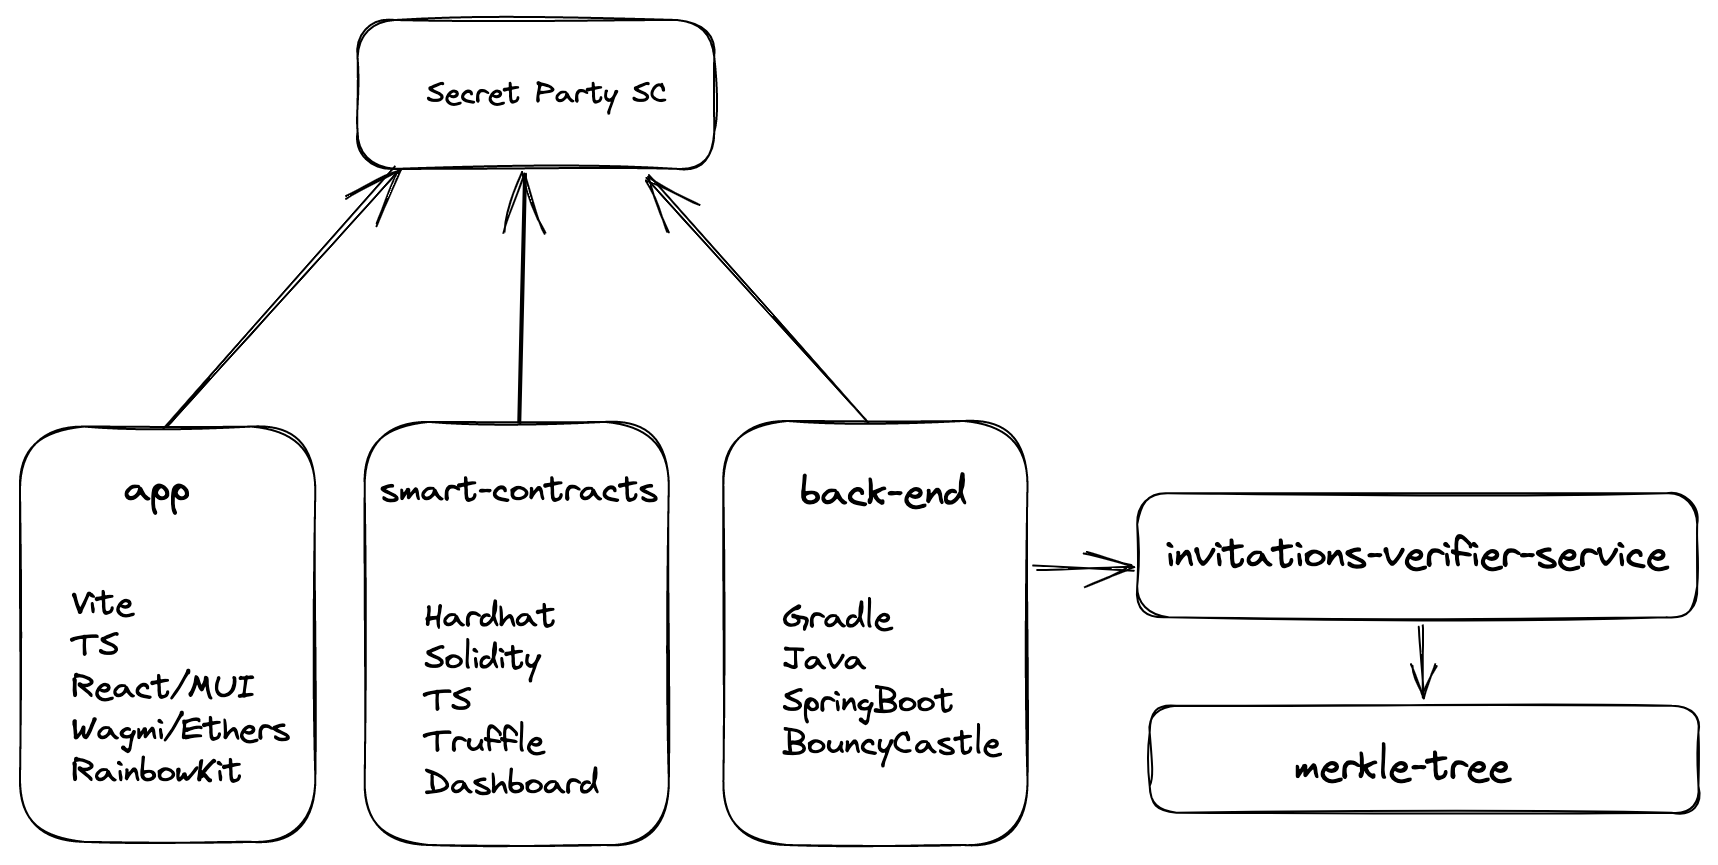 Secret Party SC
app
Vite
TS
React/MUI
Wagmi/Ethers
RainbowKit
smart-contracts
Hardhat
Solidity
TS
Truffle
Dashboard
back-end
Gradle
Java
SpringBoot
BouncyCastle
invitations-verifier-service
merkle-tree